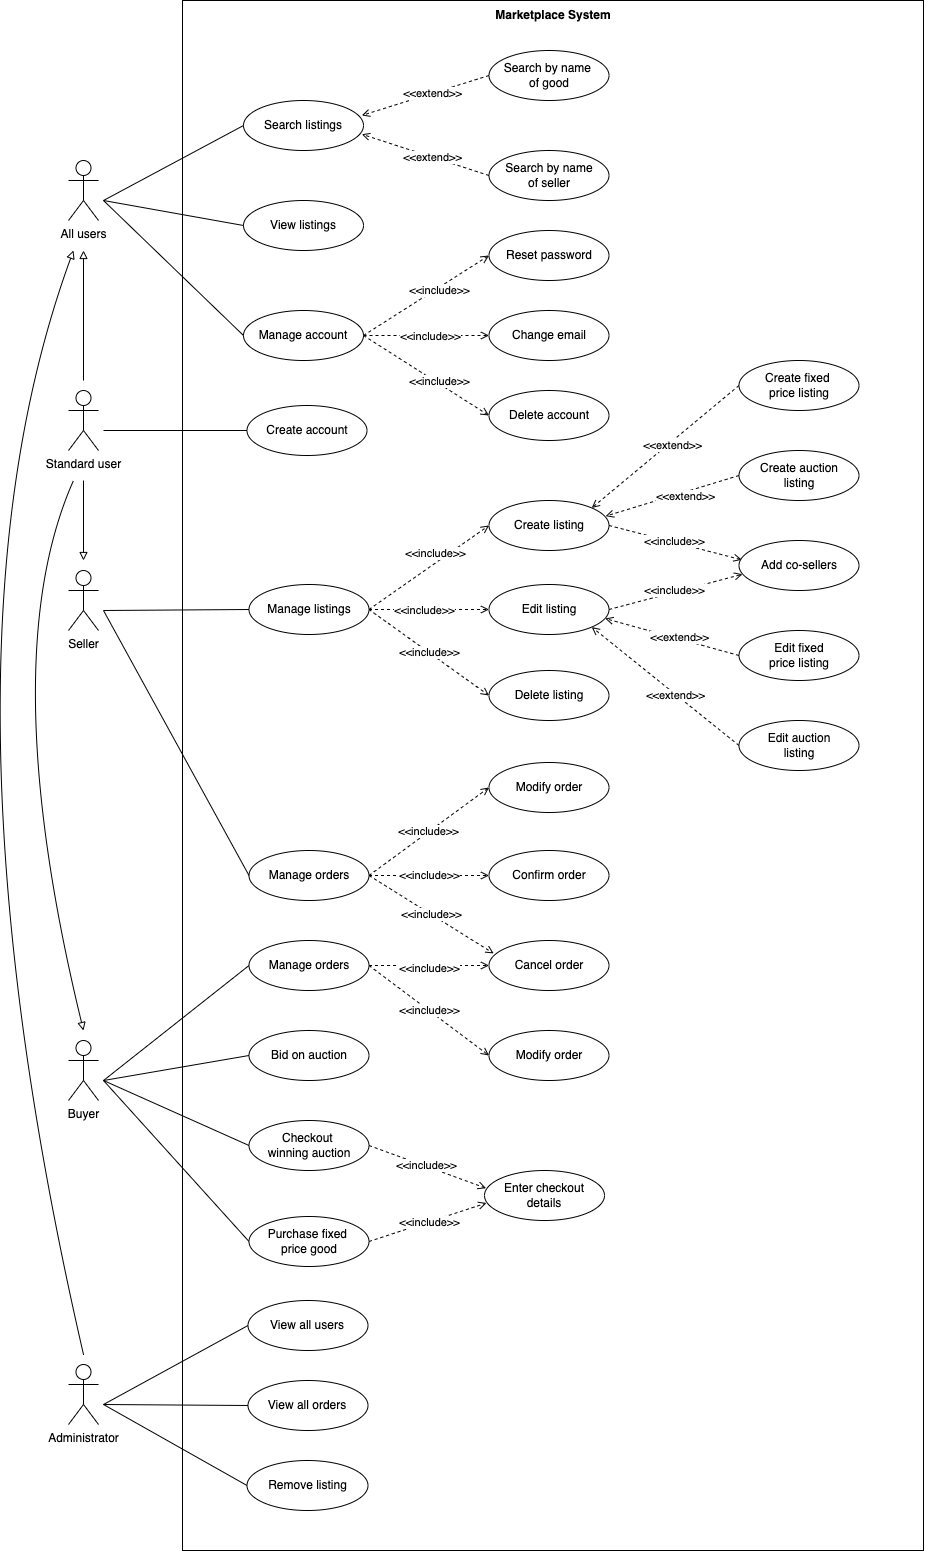 Marketplace System
Search by name
of good
<<extend>>
Search listings
<<extend>>
Search by name
of seller
All users
View listings
Reset password
<<include>>
Manage account
<<include>>
Change email
<<include>>
Delete account
Create fixed
price listing
Standard user
Create account
<<extend>>
Create auction
listing
<<extend>>
Create listing
<<include>>
<<include>>
Add co-sellers
<<include>>
Seller
Manage listings
<<include>>
Edit listing
<<extend>>
Edit fixed
price listing
<<include>>
Delete listing
<<extend>>
Edit auction
listing
Modify order
<<include>>
Manage orders
<<include>>
Confirm order
<<include>>
Manage orders
<<include>>
Cancel order
<<include>>
Bid on auction
Modify order
Buyer
Checkout
winning auction
<<include>>
Enter checkout
details
<<include>>
Purchase fixed
price good
View all users
View all orders
Administrator
Remove listing